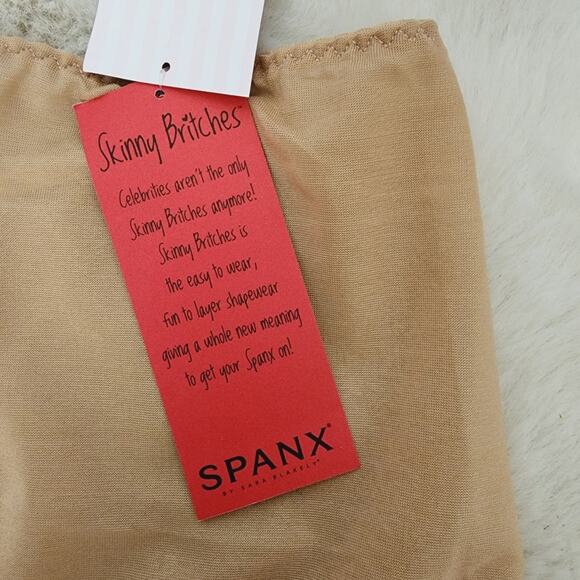 Skinny Britches™
Celebrities aren't the only
Skinny Britches anymore!
Skinny Britches is
the easy to wear,
fun to layer shapewear
giving a whole new meaning
to get your Spanx on!
SPANX®
BY SARA BLAKELY®